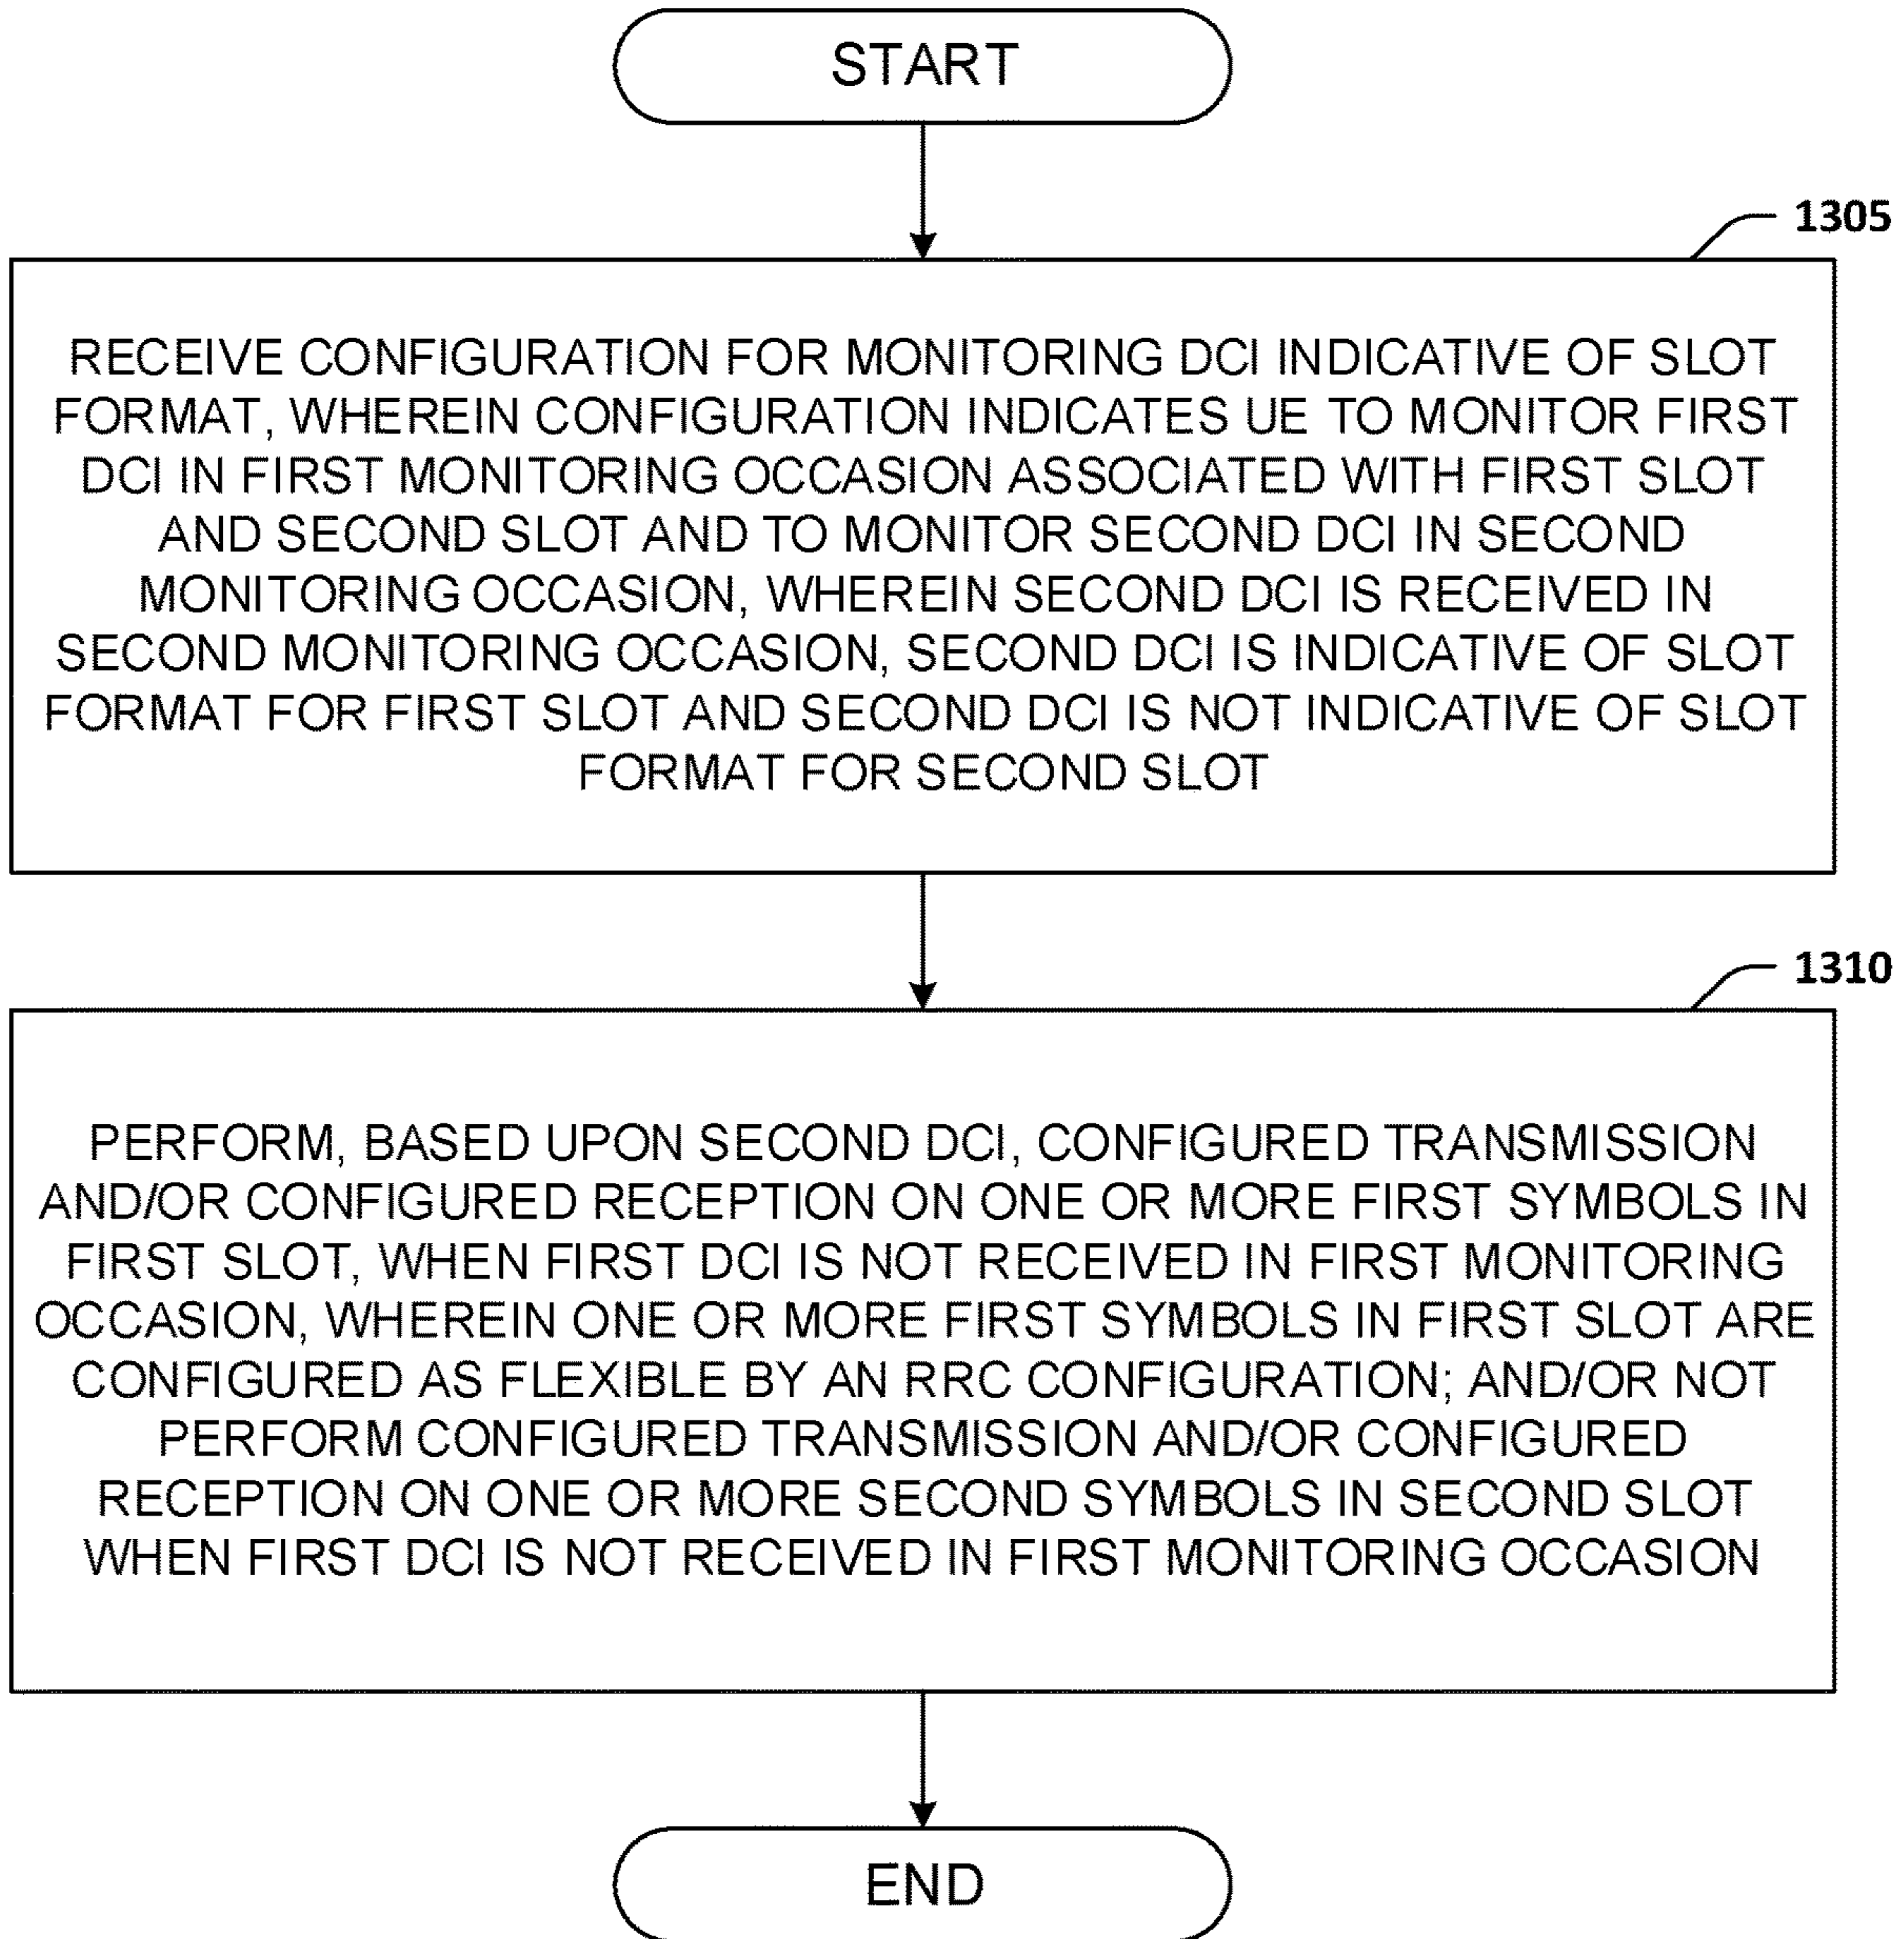 START
1305
RECEIVE CONFIGURATION FOR MONITORING DCI INDICATIVE OF SLOT
FORMAT, WHEREIN CONFIGURATION INDICATES UE TO MONITOR FIRST
DCI IN FIRST MONITORING OCCASION ASSOCIATED WITH FIRST SLOT
AND SECOND SLOT AND TO MONITOR SECOND DCI IN SECOND
MONITORING OCCASION, WHEREIN SECOND DCI IS RECEIVED IN
SECOND MONITORING OCCASION, SECOND DCI IS INDICATIVE OF SLOT
FORMAT FOR FIRST SLOT AND SECOND DCI IS NOT INDICATIVE OF SLOT
FORMAT FOR SECOND SLOT
1310
PERFORM, BASED UPON SECOND DCI, CONFIGURED TRANSMISSION
AND/OR CONFIGURED RECEPTION ON ONE OR MORE FIRST SYMBOLS IN
FIRST SLOT, WHEN FIRST DCI IS NOT RECEIVED IN FIRST MONITORING
OCCASION, WHEREIN ONE OR MORE FIRST SYMBOLS IN FIRST SLOT ARE
CONFIGURED AS FLEXIBLE BY AN RRC CONFIGURATION; AND/OR NOT
PERFORM CONFIGURED TRANSMISSION AND/OR CONFIGURED
RECEPTION ON ONE OR MORE SECOND SYMBOLS IN SECOND SLOT
WHEN FIRST DCI IS NOT RECEIVED IN FIRST MONITORING OCCASION
END